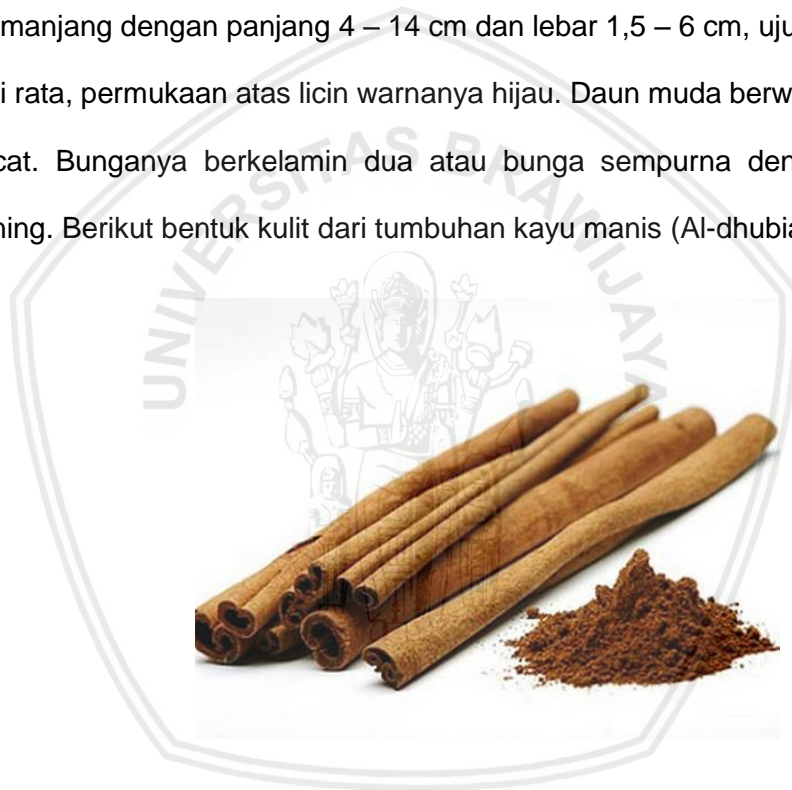 manjang dengan panjang 4 – 14 cm dan lebar 1,5 – 6 cm, uju
i rata, permukaan atas licin warnanya hijau. Daun muda berw
cat. Bunganya berkelamin dua atau bunga sempurna den
ning. Berikut bentuk kulit dari tumbuhan kayu manis (Al-dhubia
UNIVERSITAS BRAWIJAYA